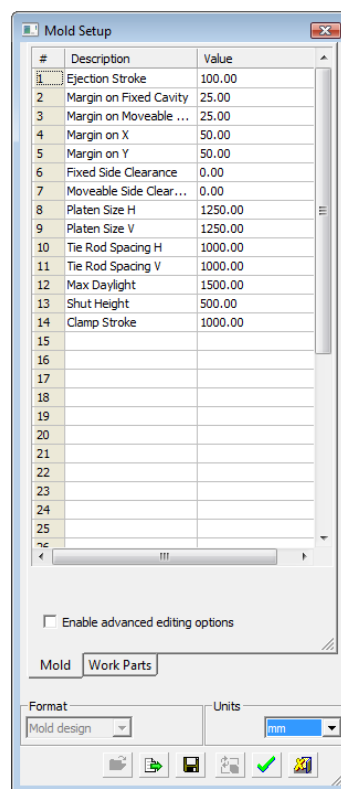 Mold Setup
# Description Value
1 Ejection Stroke 100.00
2 Margin on Fixed Cavity 25.00
3 Margin on Moveable ... 25.00
4 Margin on X 50.00
5 Margin on Y 50.00
6 Fixed Side Clearance 0.00
7 Moveable Side Clear... 0.00
8 Platen Size H 1250.00
9 Platen Size V 1250.00
10 Tie Rod Spacing H 1000.00
11 Tie Rod Spacing V 1000.00
12 Max Daylight 1500.00
13 Shut Height 500.00
14 Clamp Stroke 1000.00
15
16
17
18
19
20
21
22
23
24
25
26
Enable advanced editing options
Mold Work Parts
Format Units
Mold design mm